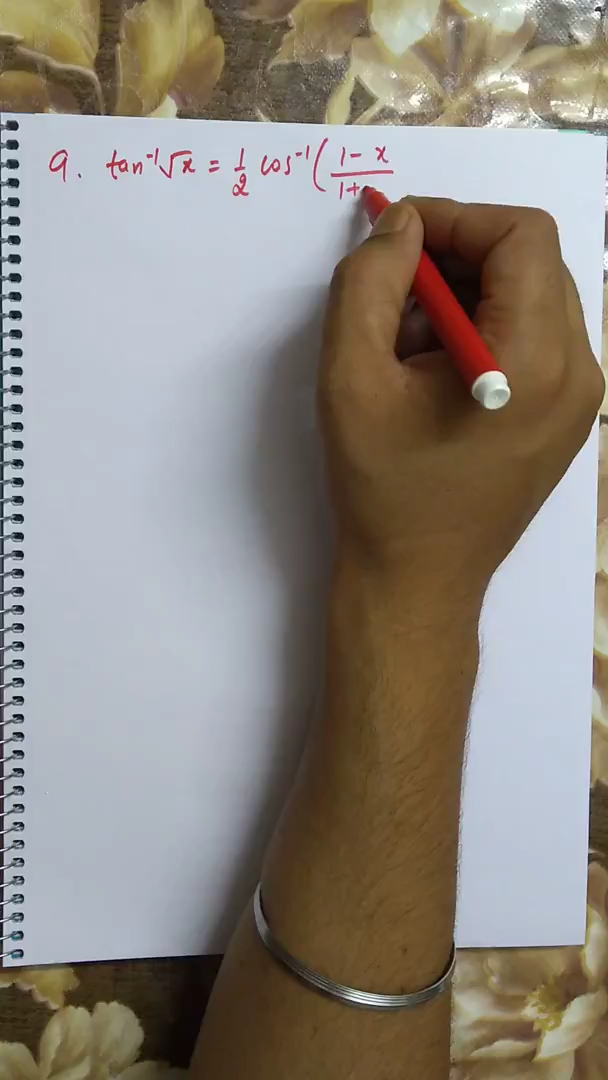 9. tan⁻¹√x = 1/2 cos⁻¹ ( 1- x / 1+